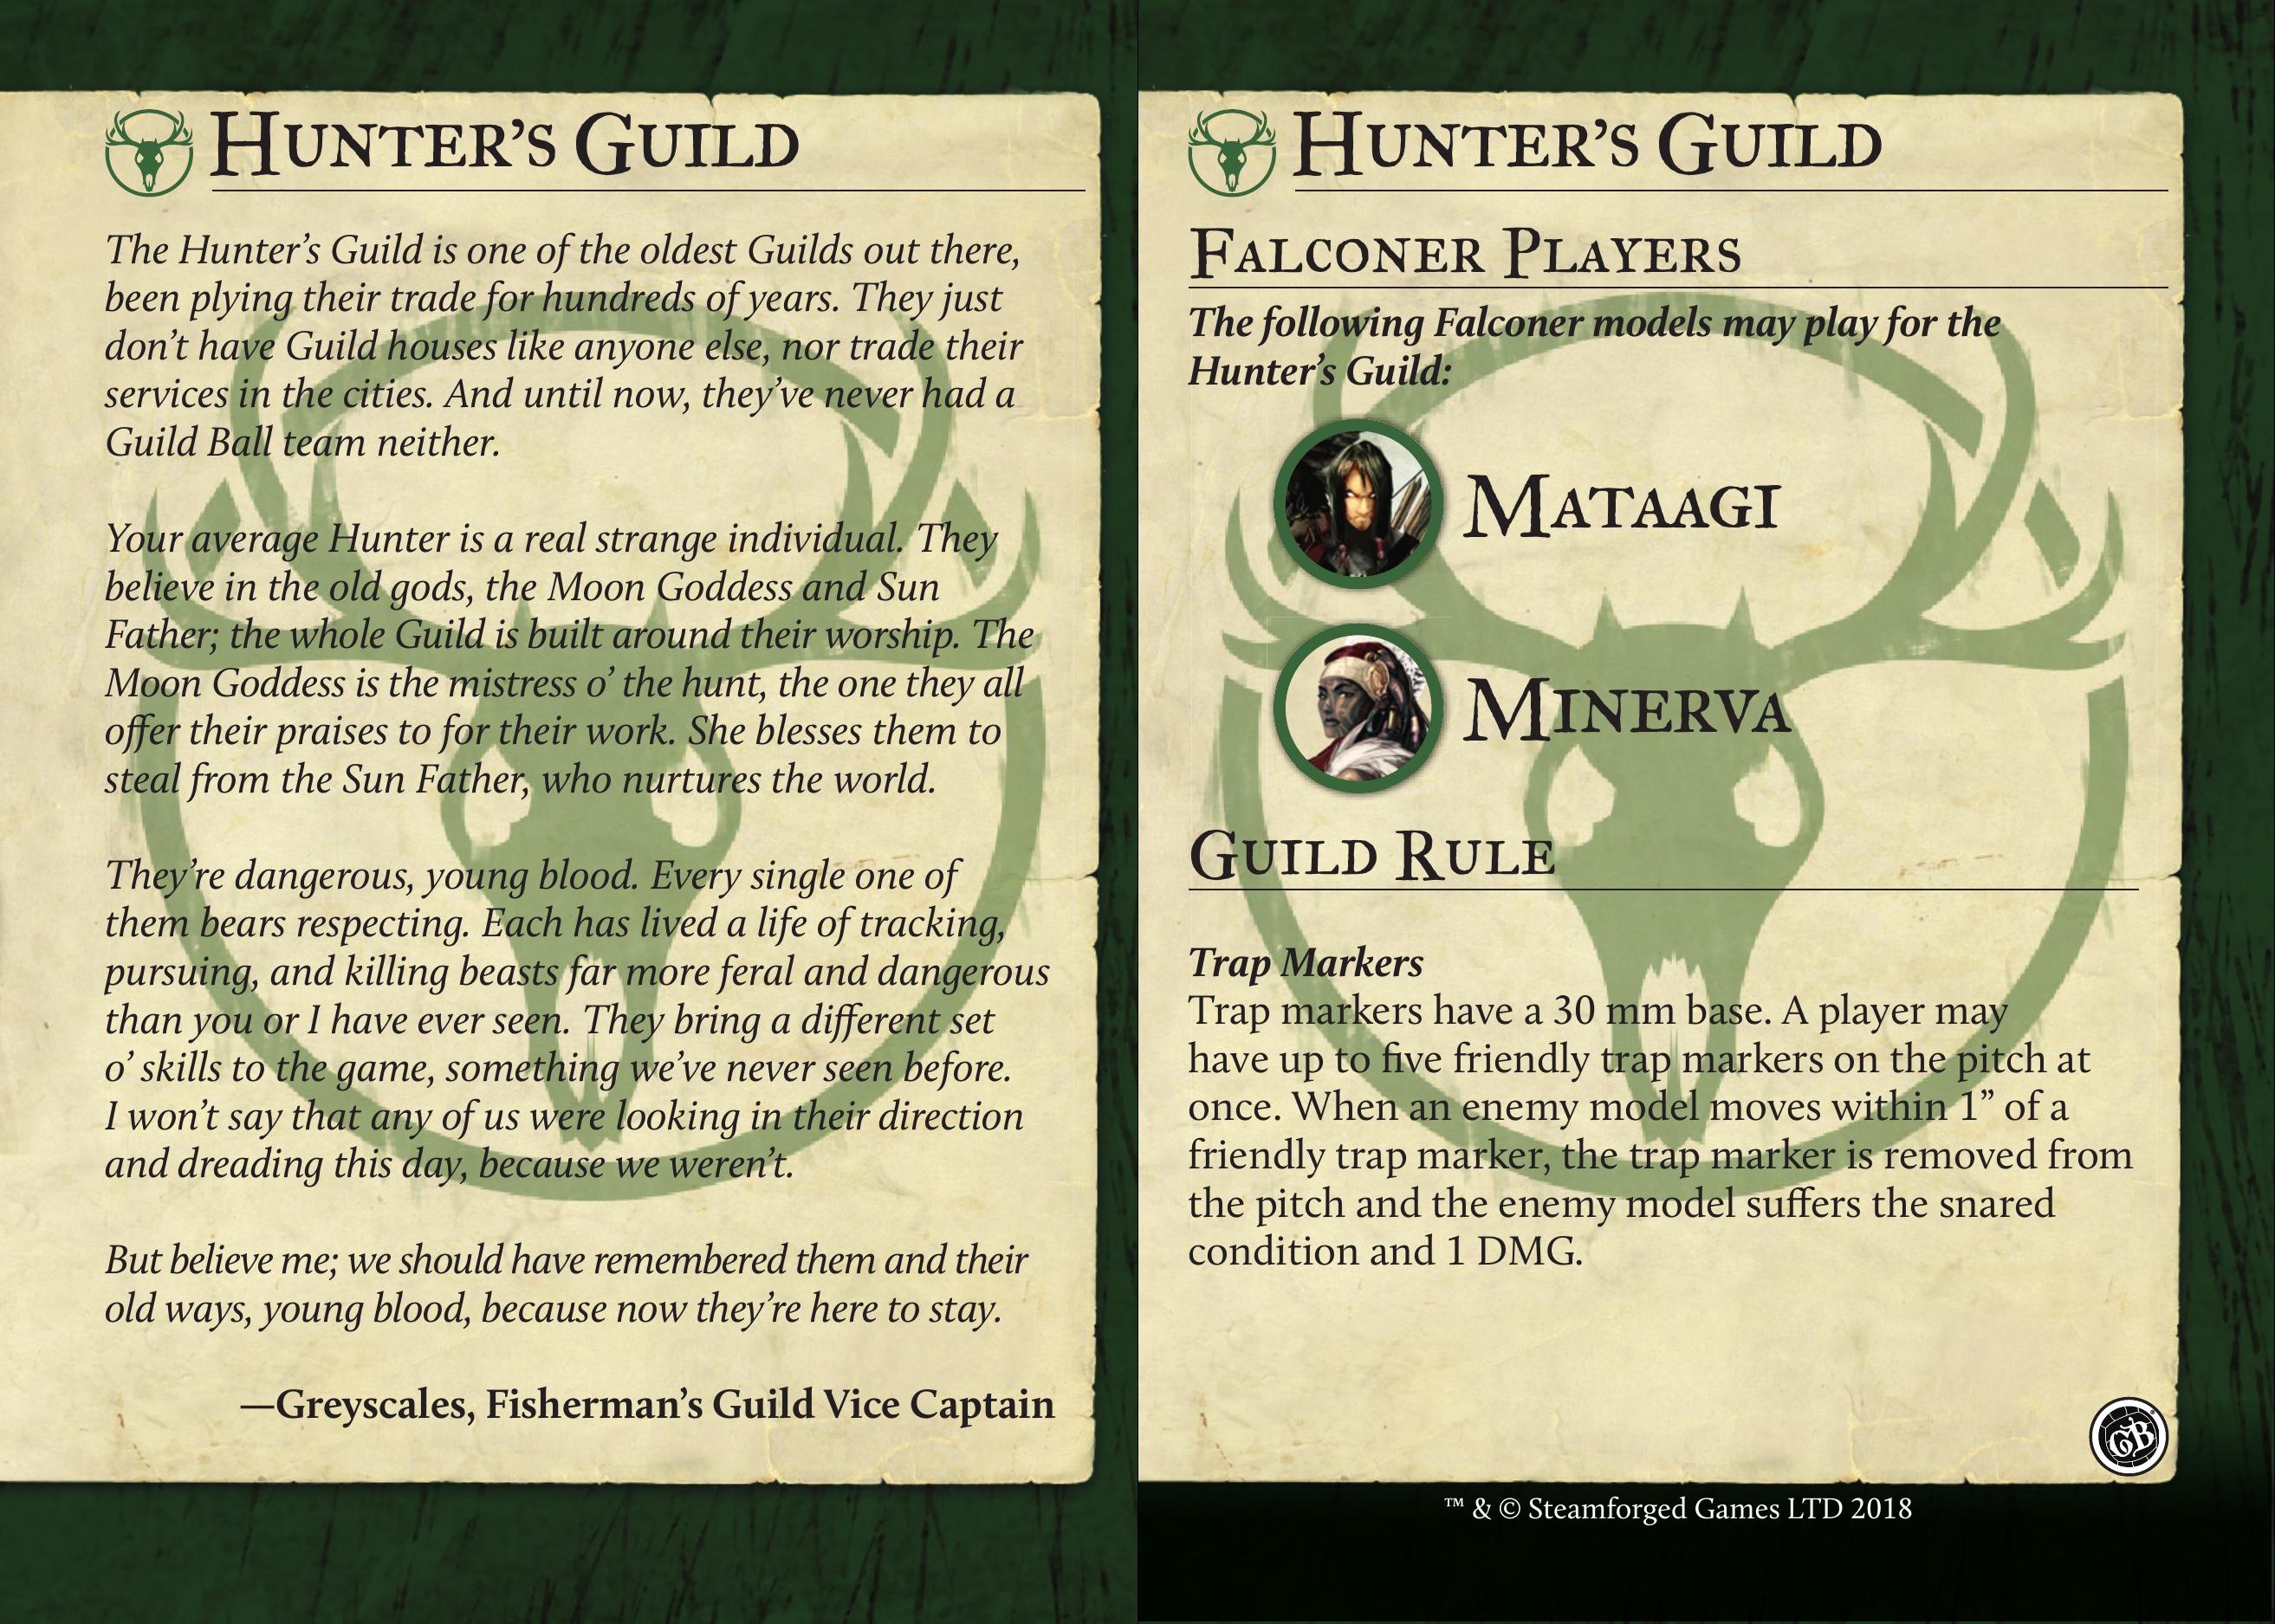 Hunter’s Guild
The Hunter’s Guild is one of the oldest Guilds out there,
been plying their trade for hundreds of years. They just
don’t have Guild houses like anyone else, nor trade their
services in the cities. And until now, they’ve never had a
Guild Ball team neither.
Your average Hunter is a real strange individual. They
believe in the old gods, the Moon Goddess and Sun
Father; the whole Guild is built around their worship. The
Moon Goddess is the mistress o’ the hunt, the one they all
offer their praises to for their work. She blesses them to
steal from the Sun Father, who nurtures the world.
They’re dangerous, young blood. Every single one of
them bears respecting. Each has lived a life of tracking,
pursuing, and killing beasts far more feral and dangerous
than you or I have ever seen. They bring a different set
o’ skills to the game, something we’ve never seen before.
I won’t say that any of us were looking in their direction
and dreading this day, because we weren’t.
But believe me; we should have remembered them and their
old ways, young blood, because now they’re here to stay.
—Greyscales, Fisherman’s Guild Vice Captain
Hunter’s Guild
Falconer Players
The following Falconer models may play for the
Hunter’s Guild:
Mataagi
Minerva
Guild Rule
Trap Markers
Trap markers have a 30 mm base. A player may
have up to five friendly trap markers on the pitch at
once. When an enemy model moves within 1” of a
friendly trap marker, the trap marker is removed from
the pitch and the enemy model suffers the snared
condition and 1 DMG.
GB
™ & © Steamforged Games LTD 2018